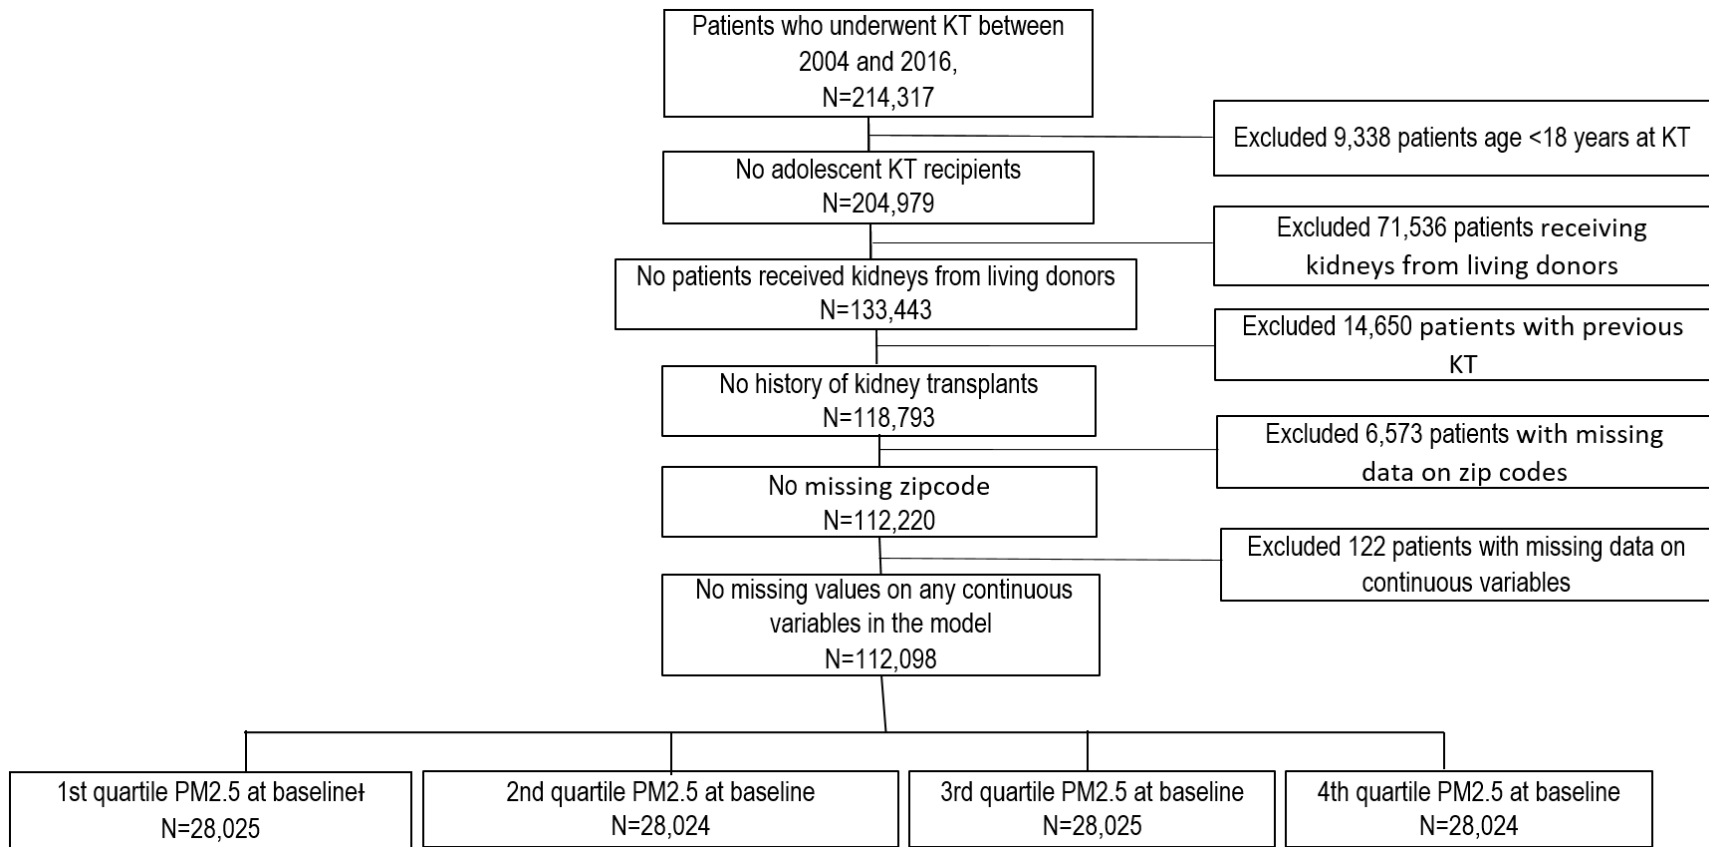 Patients who underwent KT between
2004 and 2016,
N=214,317
Excluded 9,338 patients age <18 years at KT
No adolescent KT recipients
N=204,979
Excluded 71,536 patients receiving
kidneys from living donors
No patients received kidneys from living donors
N=133,443
Excluded 14,650 patients with previous
KT
No history of kidney transplants
N=118,793
Excluded 6,573 patients with missing
data on zip codes
No missing zipcode
N=112,220
Excluded 122 patients with missing data on
continuous variables
No missing values on any continuous
variables in the model
N=112,098
1st quartile PM2.5 at baselineƚ
N=28,025
2nd quartile PM2.5 at baseline
N=28,024
3rd quartile PM2.5 at baseline
N=28,025
4th quartile PM2.5 at baseline
N=28,024